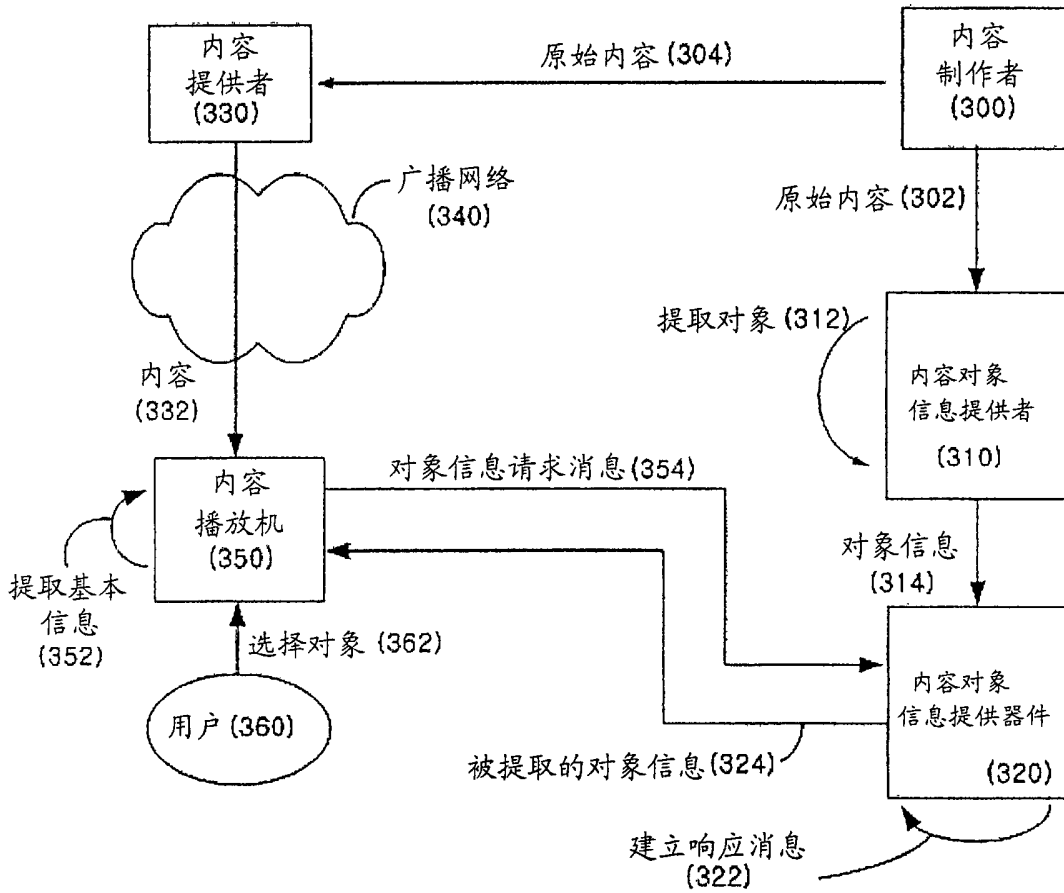 内容
提供者
(330)
原始内容 (304)
内容
制作者
(300)
广播网络
(340)
原始内容 (302)
提取对象 (312)
内容对象
信息提供者
(310)
内容
(332)
内容
播放机
(350)
对象信息请求消息 (354)
对象信息
(314)
提取基本
信息
(352)
选择对象 (362)
用户 (360)
内容对象
信息提供器件
(320)
被提取的对象信息 (324)
建立响应消息
(322)